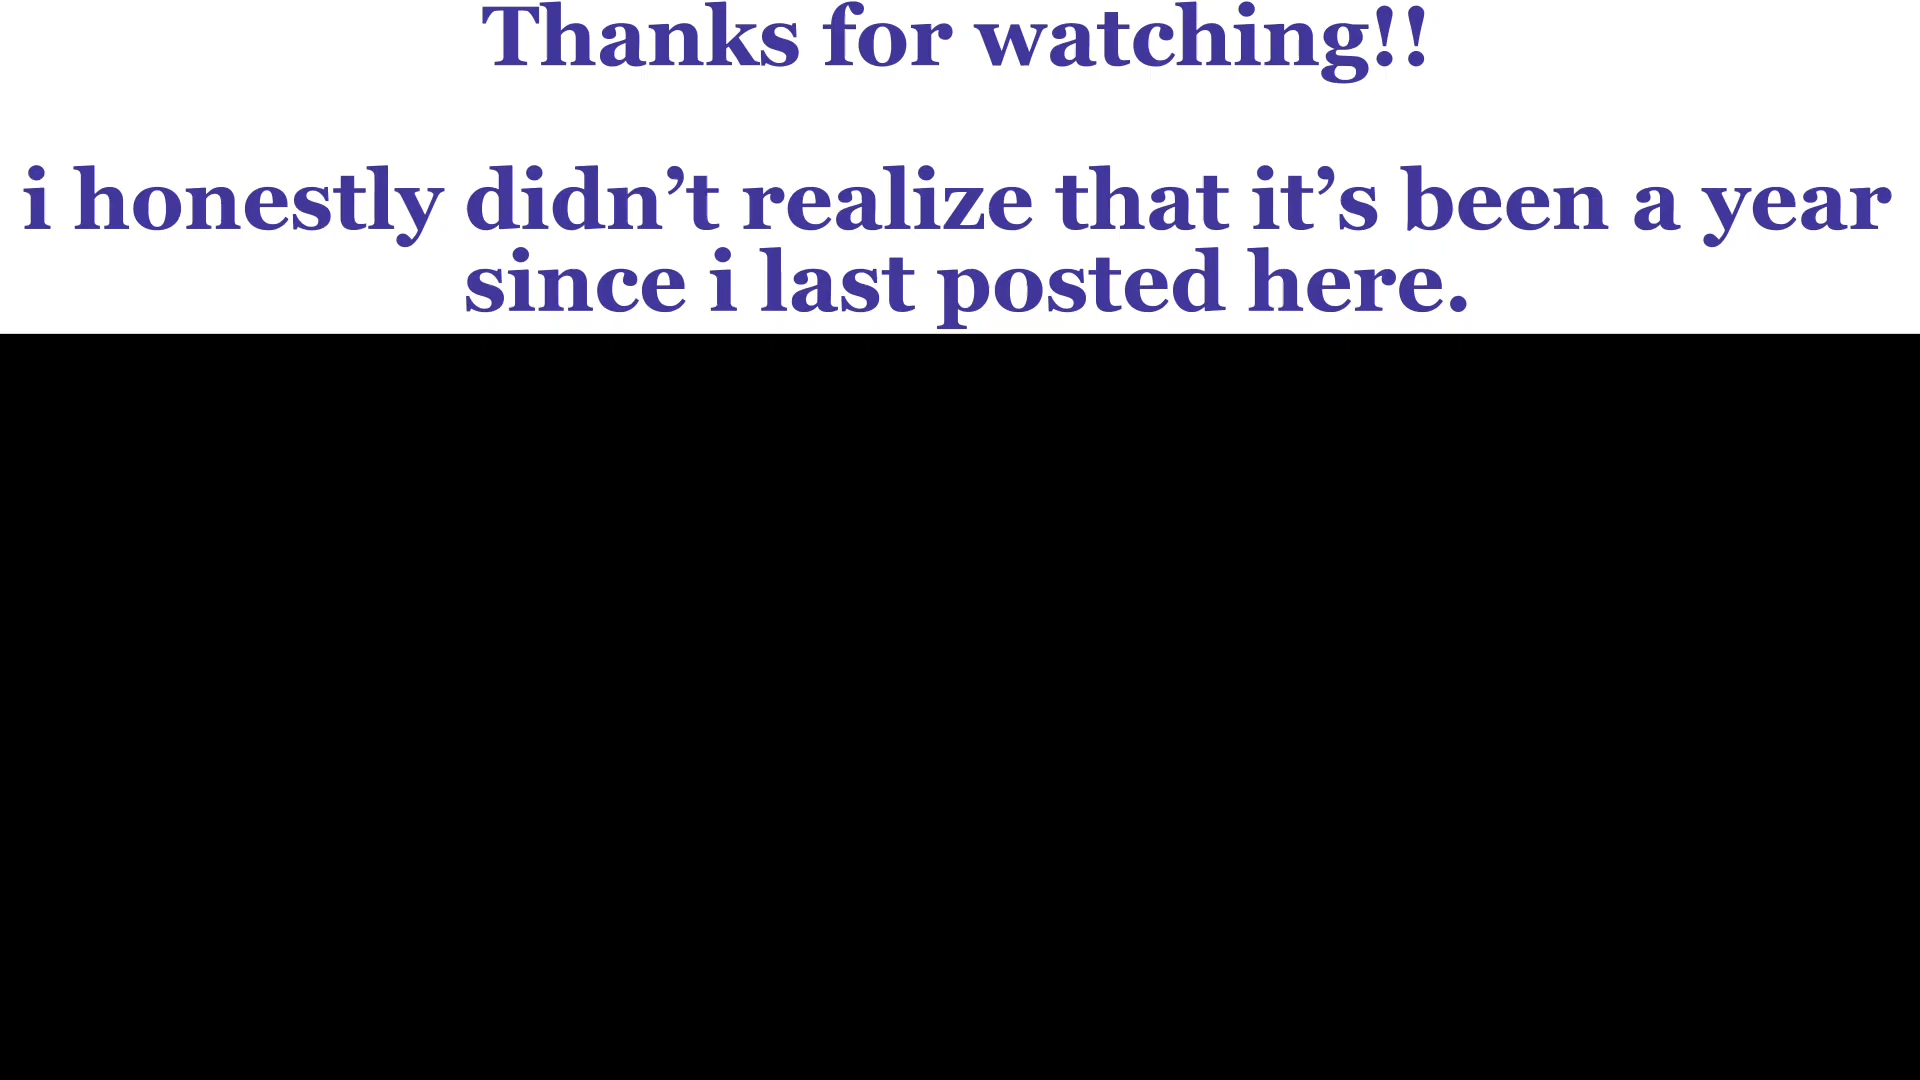 Thanks for watching!!
i honestly didn’t realize that it’s been a year
since i last posted here.